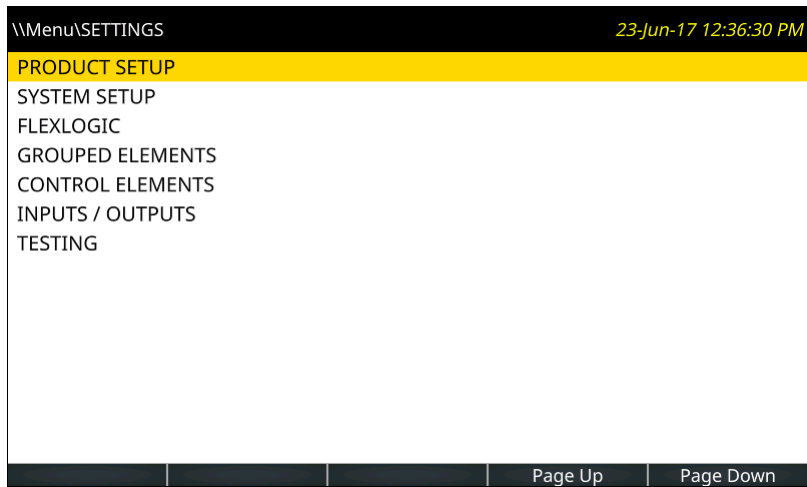 \\Menu\SETTINGS 23-Jun-17 12:36:30 PM
PRODUCT SETUP
SYSTEM SETUP
FLEXLOGIC
GROUPED ELEMENTS
CONTROL ELEMENTS
INPUTS / OUTPUTS
TESTING
Page Up Page Down